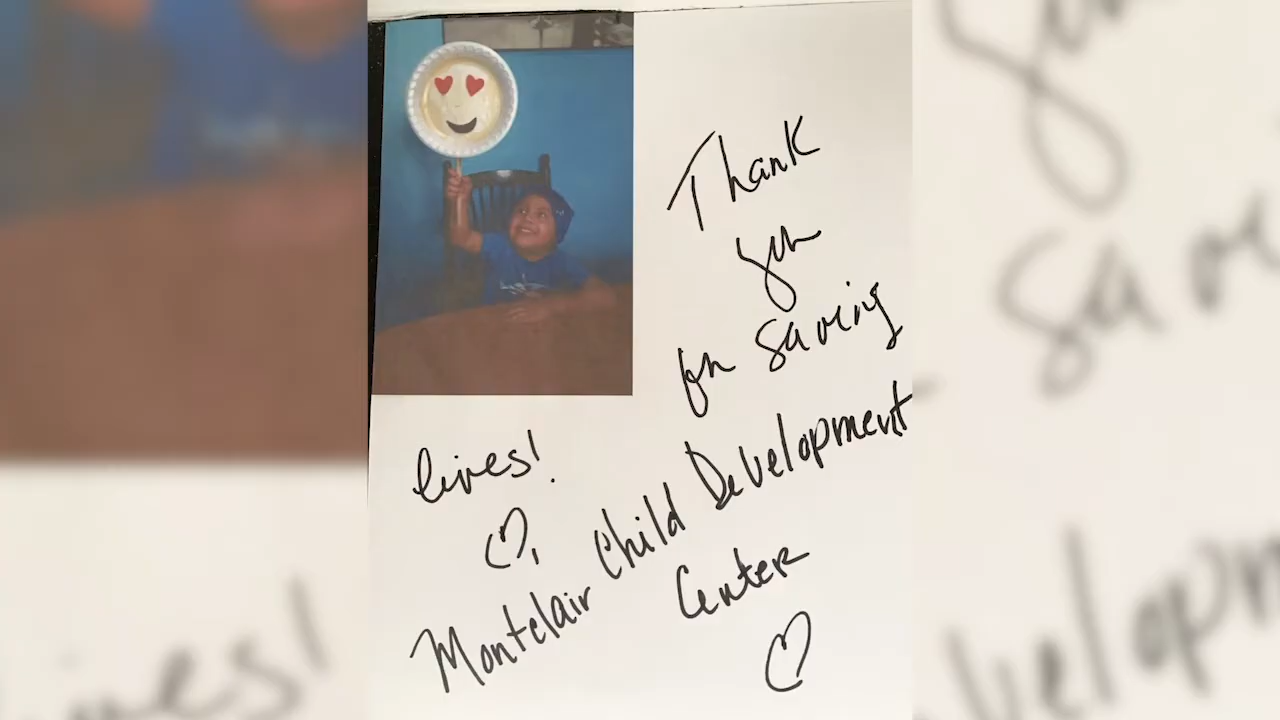 Thank
you
for saving
lives!
♡,
Montclair Child Development
Center
♡